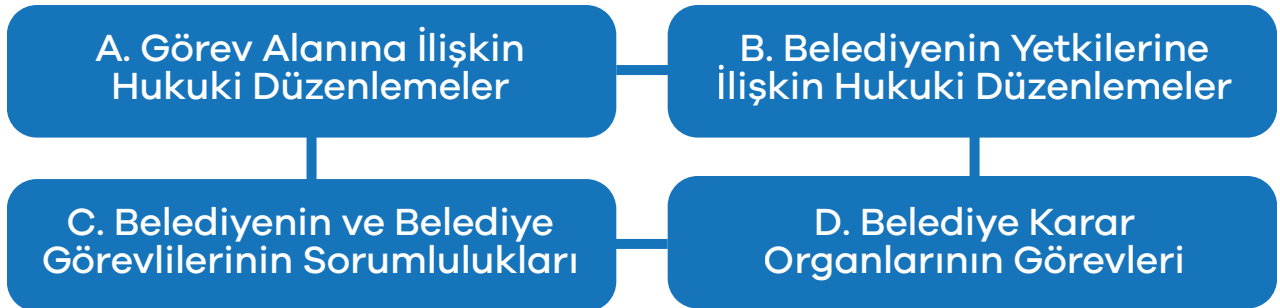 A. Görev Alanına İlişkin
Hukuki Düzenlemeler
B. Belediyenin Yetkilerine
İlişkin Hukuki Düzenlemeler
C. Belediyenin ve Belediye
Görevlilerinin Sorumlulukları
D. Belediye Karar
Organlarının Görevleri